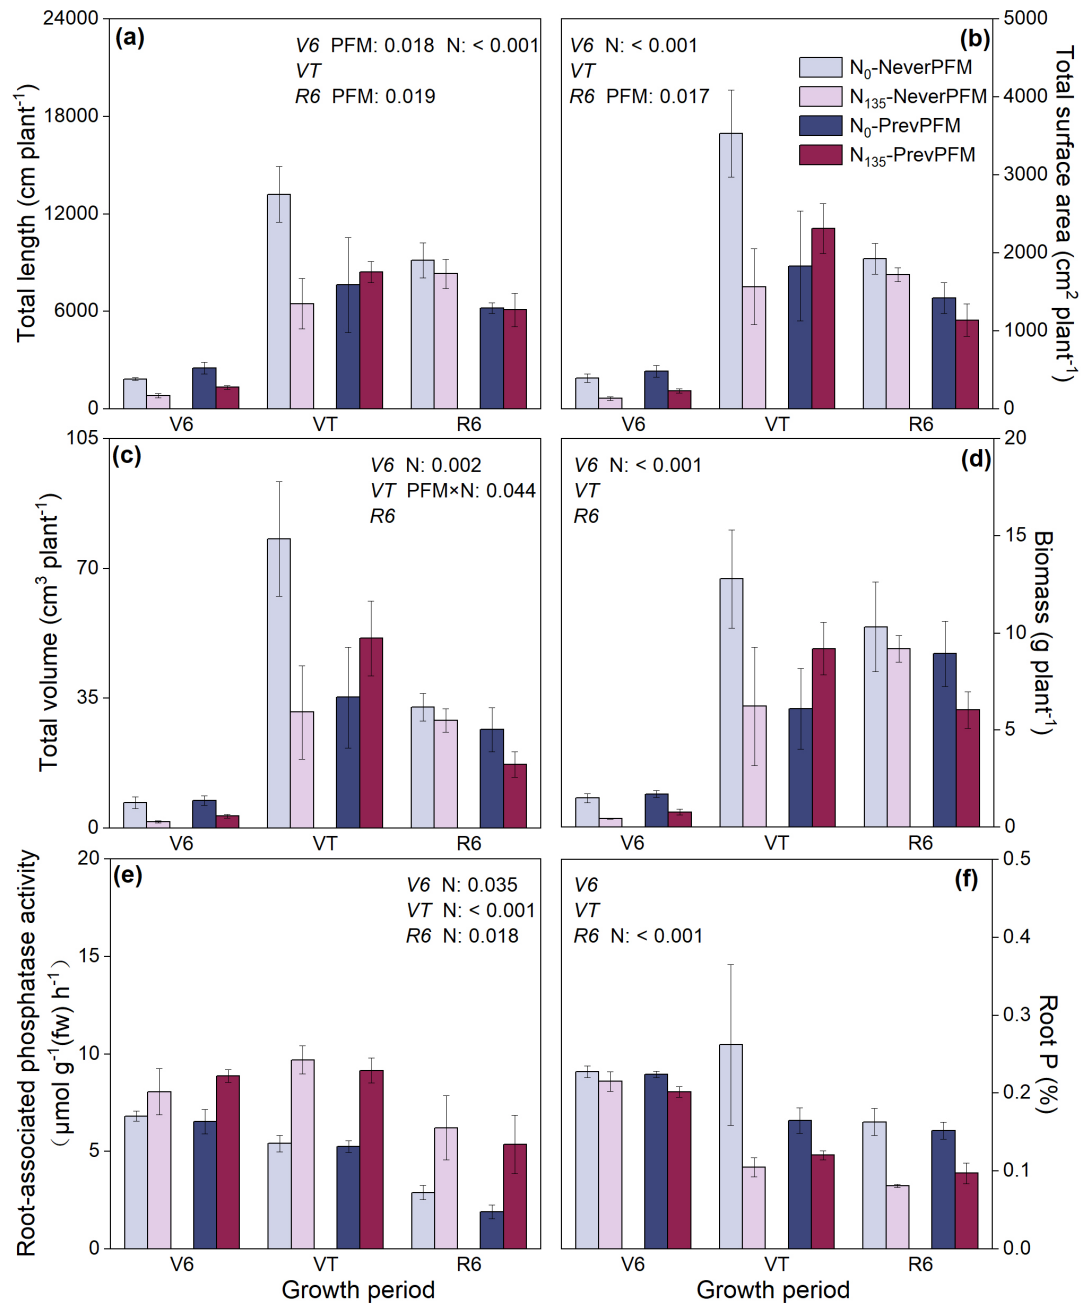 (a)
V6 PFM: 0.018 N: < 0.001
VT
R6 PFM: 0.019
Total length (cm plant⁻¹)
24000
18000
12000
6000
0
V6 VT R6
(b)
V6 N: < 0.001
VT
R6 PFM: 0.017
N₀-NeverPFM
N₁₃₅-NeverPFM
N₀-PrevPFM
N₁₃₅-PrevPFM
5000
4000
3000
2000
1000
0
Total surface area (cm² plant⁻¹)
V6 VT R6
(c)
V6 N: 0.002
VT PFM×N: 0.044
R6
Total volume (cm³ plant⁻¹)
105
70
35
0
V6 VT R6
(d)
V6 N: < 0.001
VT
R6
20
15
10
5
0
Biomass (g plant⁻¹)
V6 VT R6
(e)
V6 N: 0.035
VT N: < 0.001
R6 N: 0.018
Root-associated phosphatase activity
（μmol g⁻¹(fw) h⁻¹)
20
15
10
5
0
V6 VT R6
Growth period
(f)
V6
VT
R6 N: < 0.001
0.5
0.4
0.3
0.2
0.1
0.0
Root P (%)
V6 VT R6
Growth period